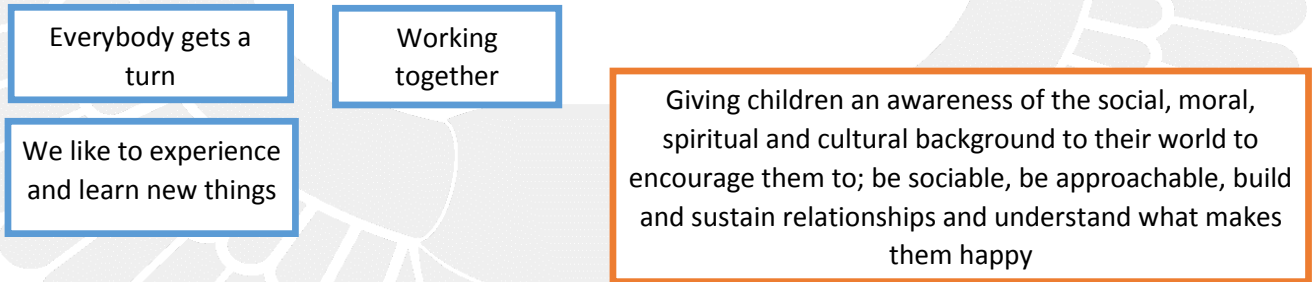 Everybody gets a
turn
Working
together
We like to experience
and learn new things
Giving children an awareness of the social, moral,
spiritual and cultural background to their world to
encourage them to; be sociable, be approachable, build
and sustain relationships and understand what makes
them happy